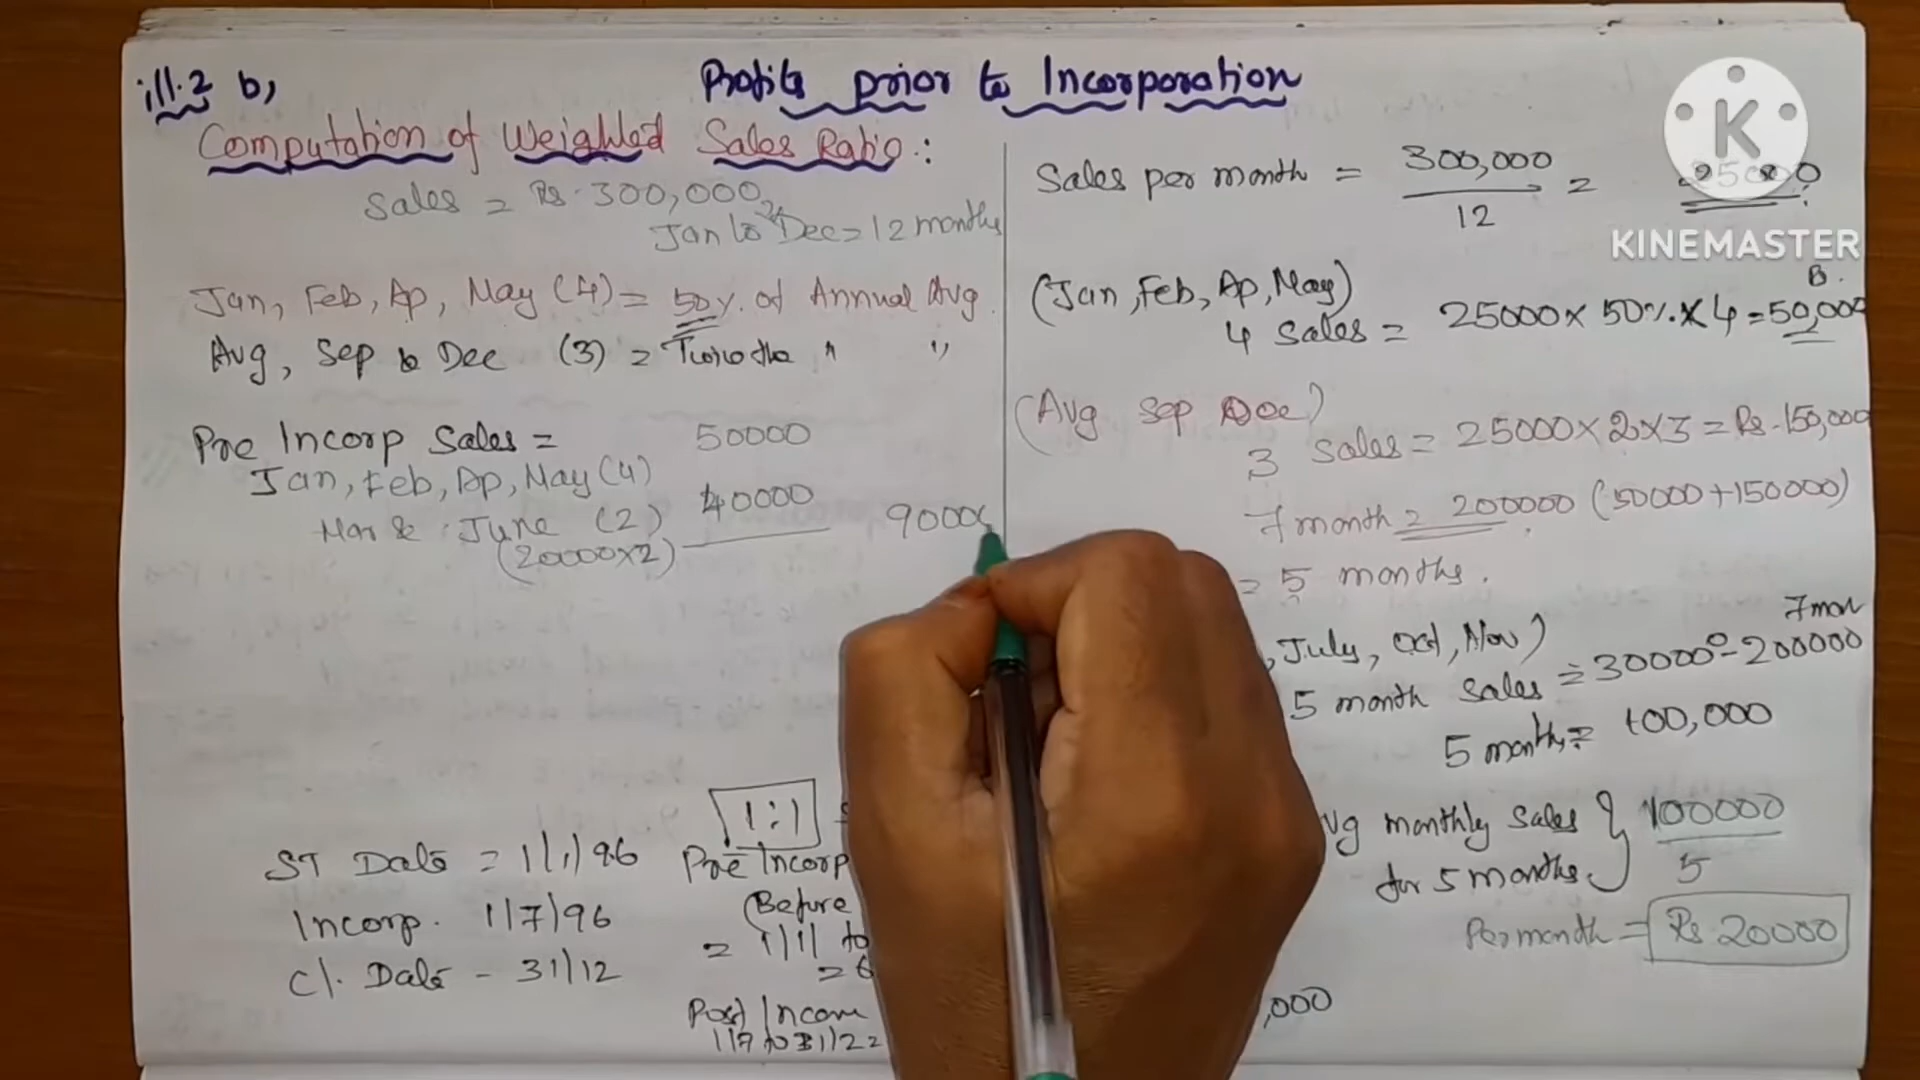 ill.2 b,
Profits prior to Incorporation
Computation of Weighted Sales Ratio:
Sales = Rs. 300,000
Jan to Dec = 12 months
Jan, Feb, Ap, May (4) = 50% of Annual Avg.
Aug, Sep & Dec (3) = Twice the " "
Pre Incorp Sales = 50000
Jan, Feb, Ap, May (4)
Mar & June (2) 40000 90000
(20000x2)
1:1
ST Date = 1/1/96
Incorp. 1/7/96
Cl. Date - 31/12
Pre Incorp
(Before
= 1/1 to
= 6
Post Incorp
1/7 to 31/12 =
Sales per month = 300,000 / 12 = 25000
(Jan, Feb, Ap, May)
4 Sales = 25000 x 50% x 4 = 50,000
(Aug Sep Dec)
3 Sales = 25000 x 2 x 3 = Rs. 150,000
7 month = 200000 (50000+150000)
= 5 months.
, July, Oct, Nov)
7 mon
5 month Sales = 300000 - 200000
5 months = 100,000
vg monthly Sales } 100000
for 5 months 5
Per month = Rs 20000
,000
KINEMASTER